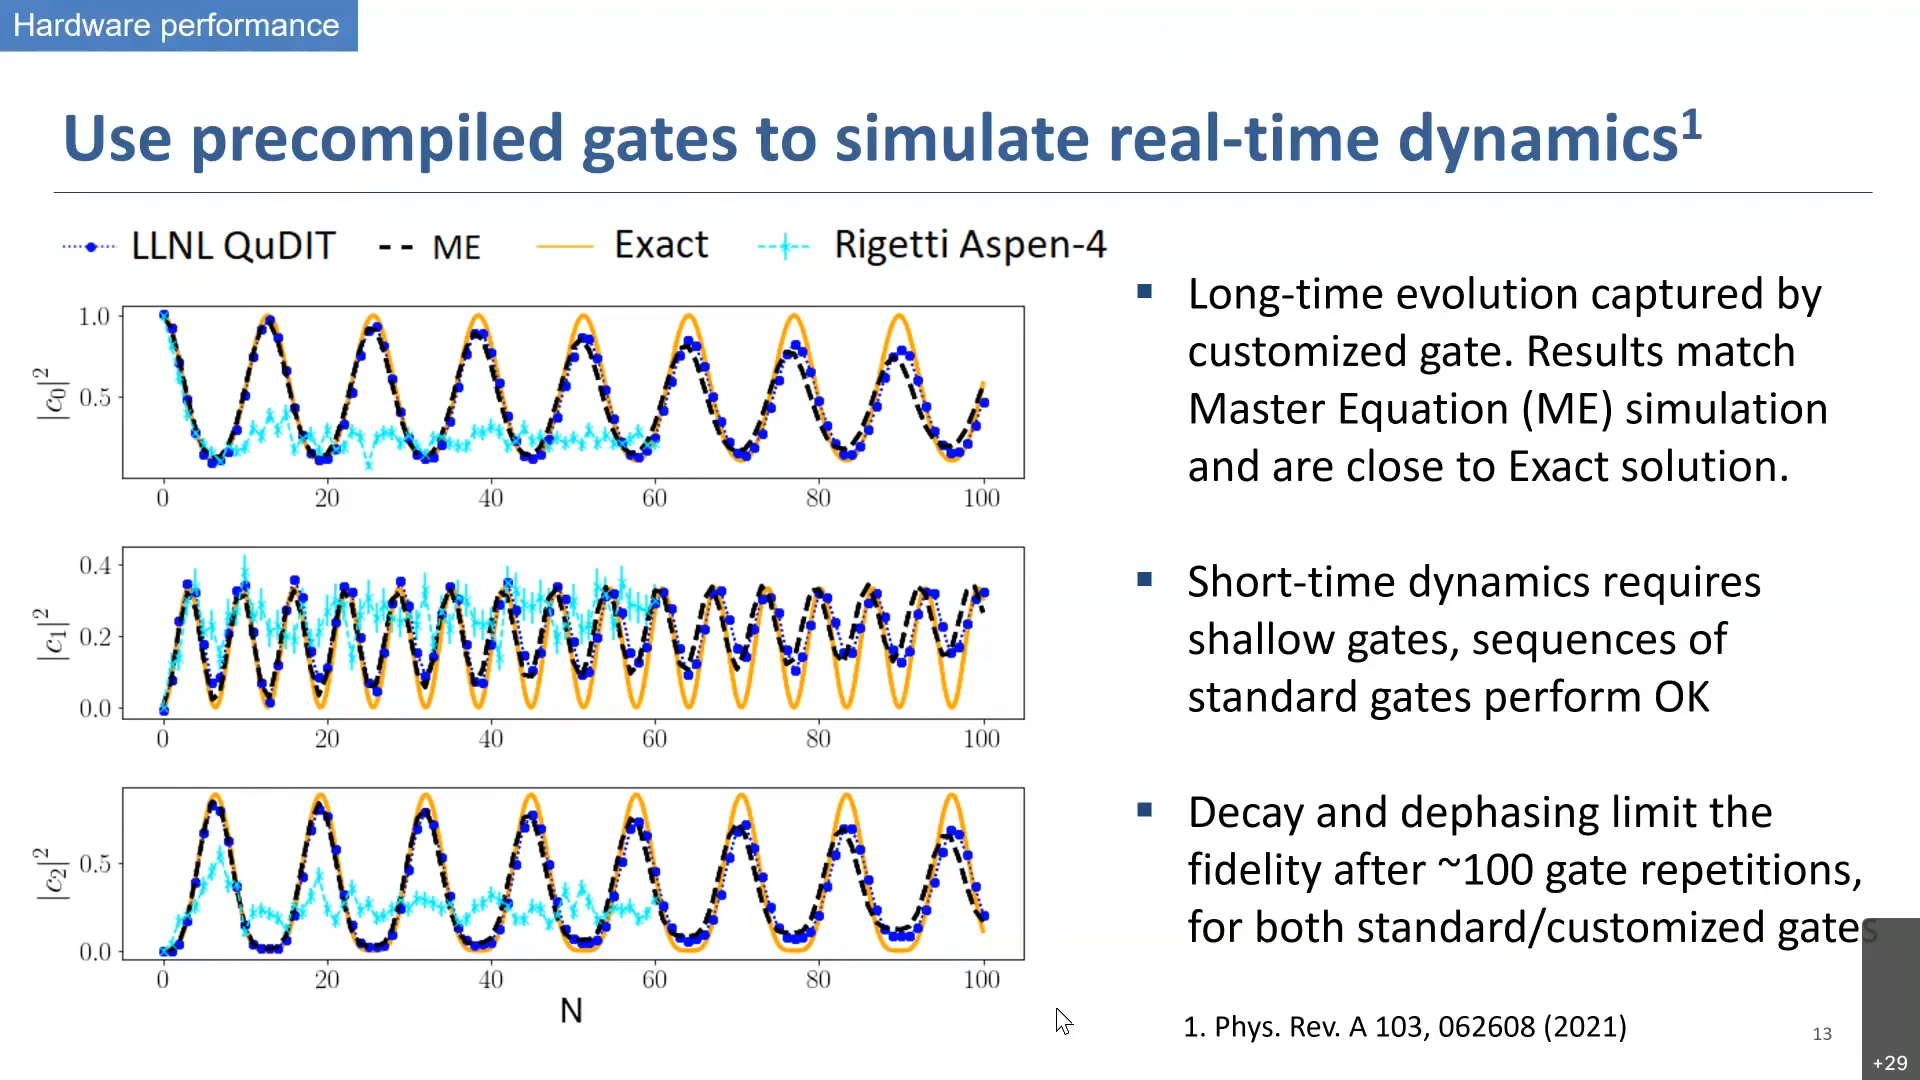 Hardware performance
Use precompiled gates to simulate real-time dynamics¹
LLNL QuDIT
ME
Exact
Rigetti Aspen-4
1.0
0.5
|c₀|²
0 20 40 60 80 100
0.4
0.2
0.0
|c₁|²
0 20 40 60 80 100
0.5
0.0
|c₂|²
0 20 40 60 80 100
N
▪ Long-time evolution captured by
customized gate. Results match
Master Equation (ME) simulation
and are close to Exact solution.
▪ Short-time dynamics requires
shallow gates, sequences of
standard gates perform OK
▪ Decay and dephasing limit the
fidelity after ~100 gate repetitions,
for both standard/customized gates
1. Phys. Rev. A 103, 062608 (2021)
13
+29